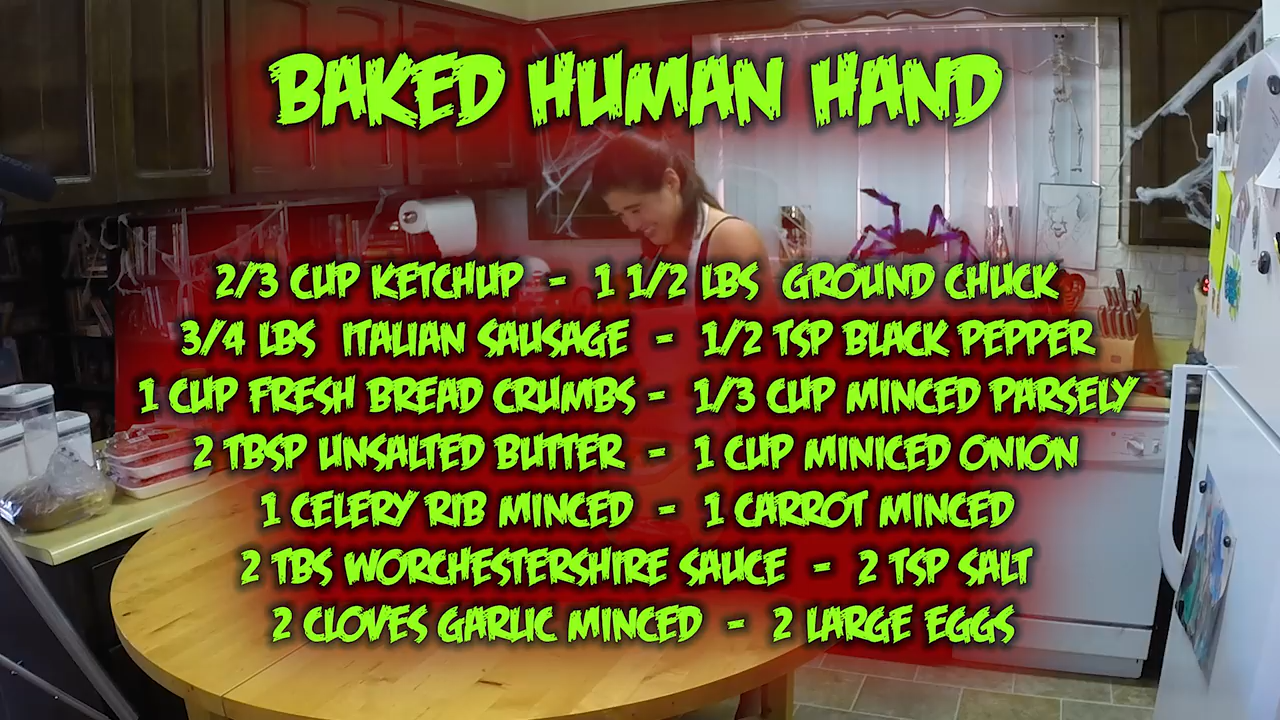 BAKED HUMAN HAND
2/3 CUP KETCHUP - 1 1/2 LBS GROUND CHUCK
3/4 LBS ITALIAN SAUSAGE - 1/2 TSP BLACK PEPPER
1 CUP FRESH BREAD CRUMBS - 1/3 CUP MINCED PARSELY
2 TBSP UNSALTED BUTTER - 1 CUP MINICED ONION
1 CELERY RIB MINCED - 1 CARROT MINCED
2 TBS WORCHESTERSHIRE SAUCE - 2 TSP SALT
2 CLOVES GARLIC MINCED - 2 LARGE EGGS